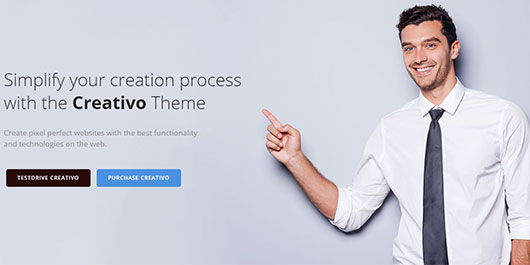 Simplify your creation process
with the Creativo Theme
Create pixel perfect websites with the best functionality
and technologies on the web.
TESTDRIVE CREATIVO
PURCHASE CREATIVO